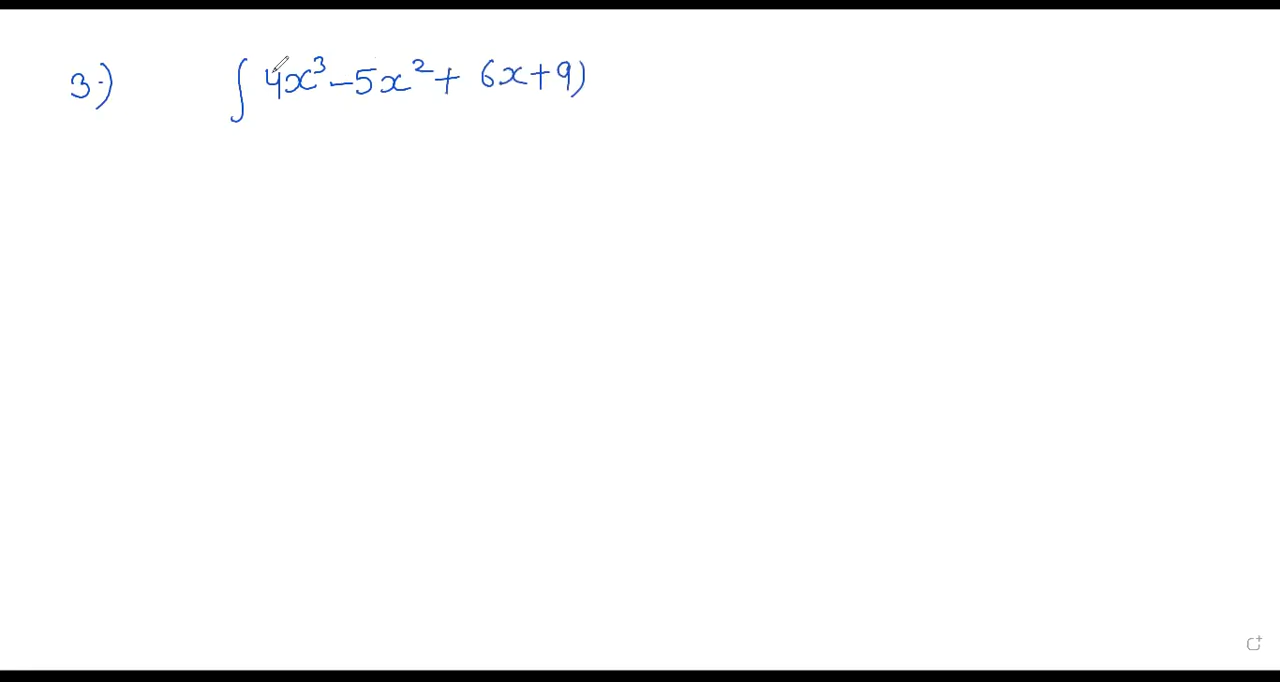 3.) ∫ 4x³ – 5x² + 6x + 9)